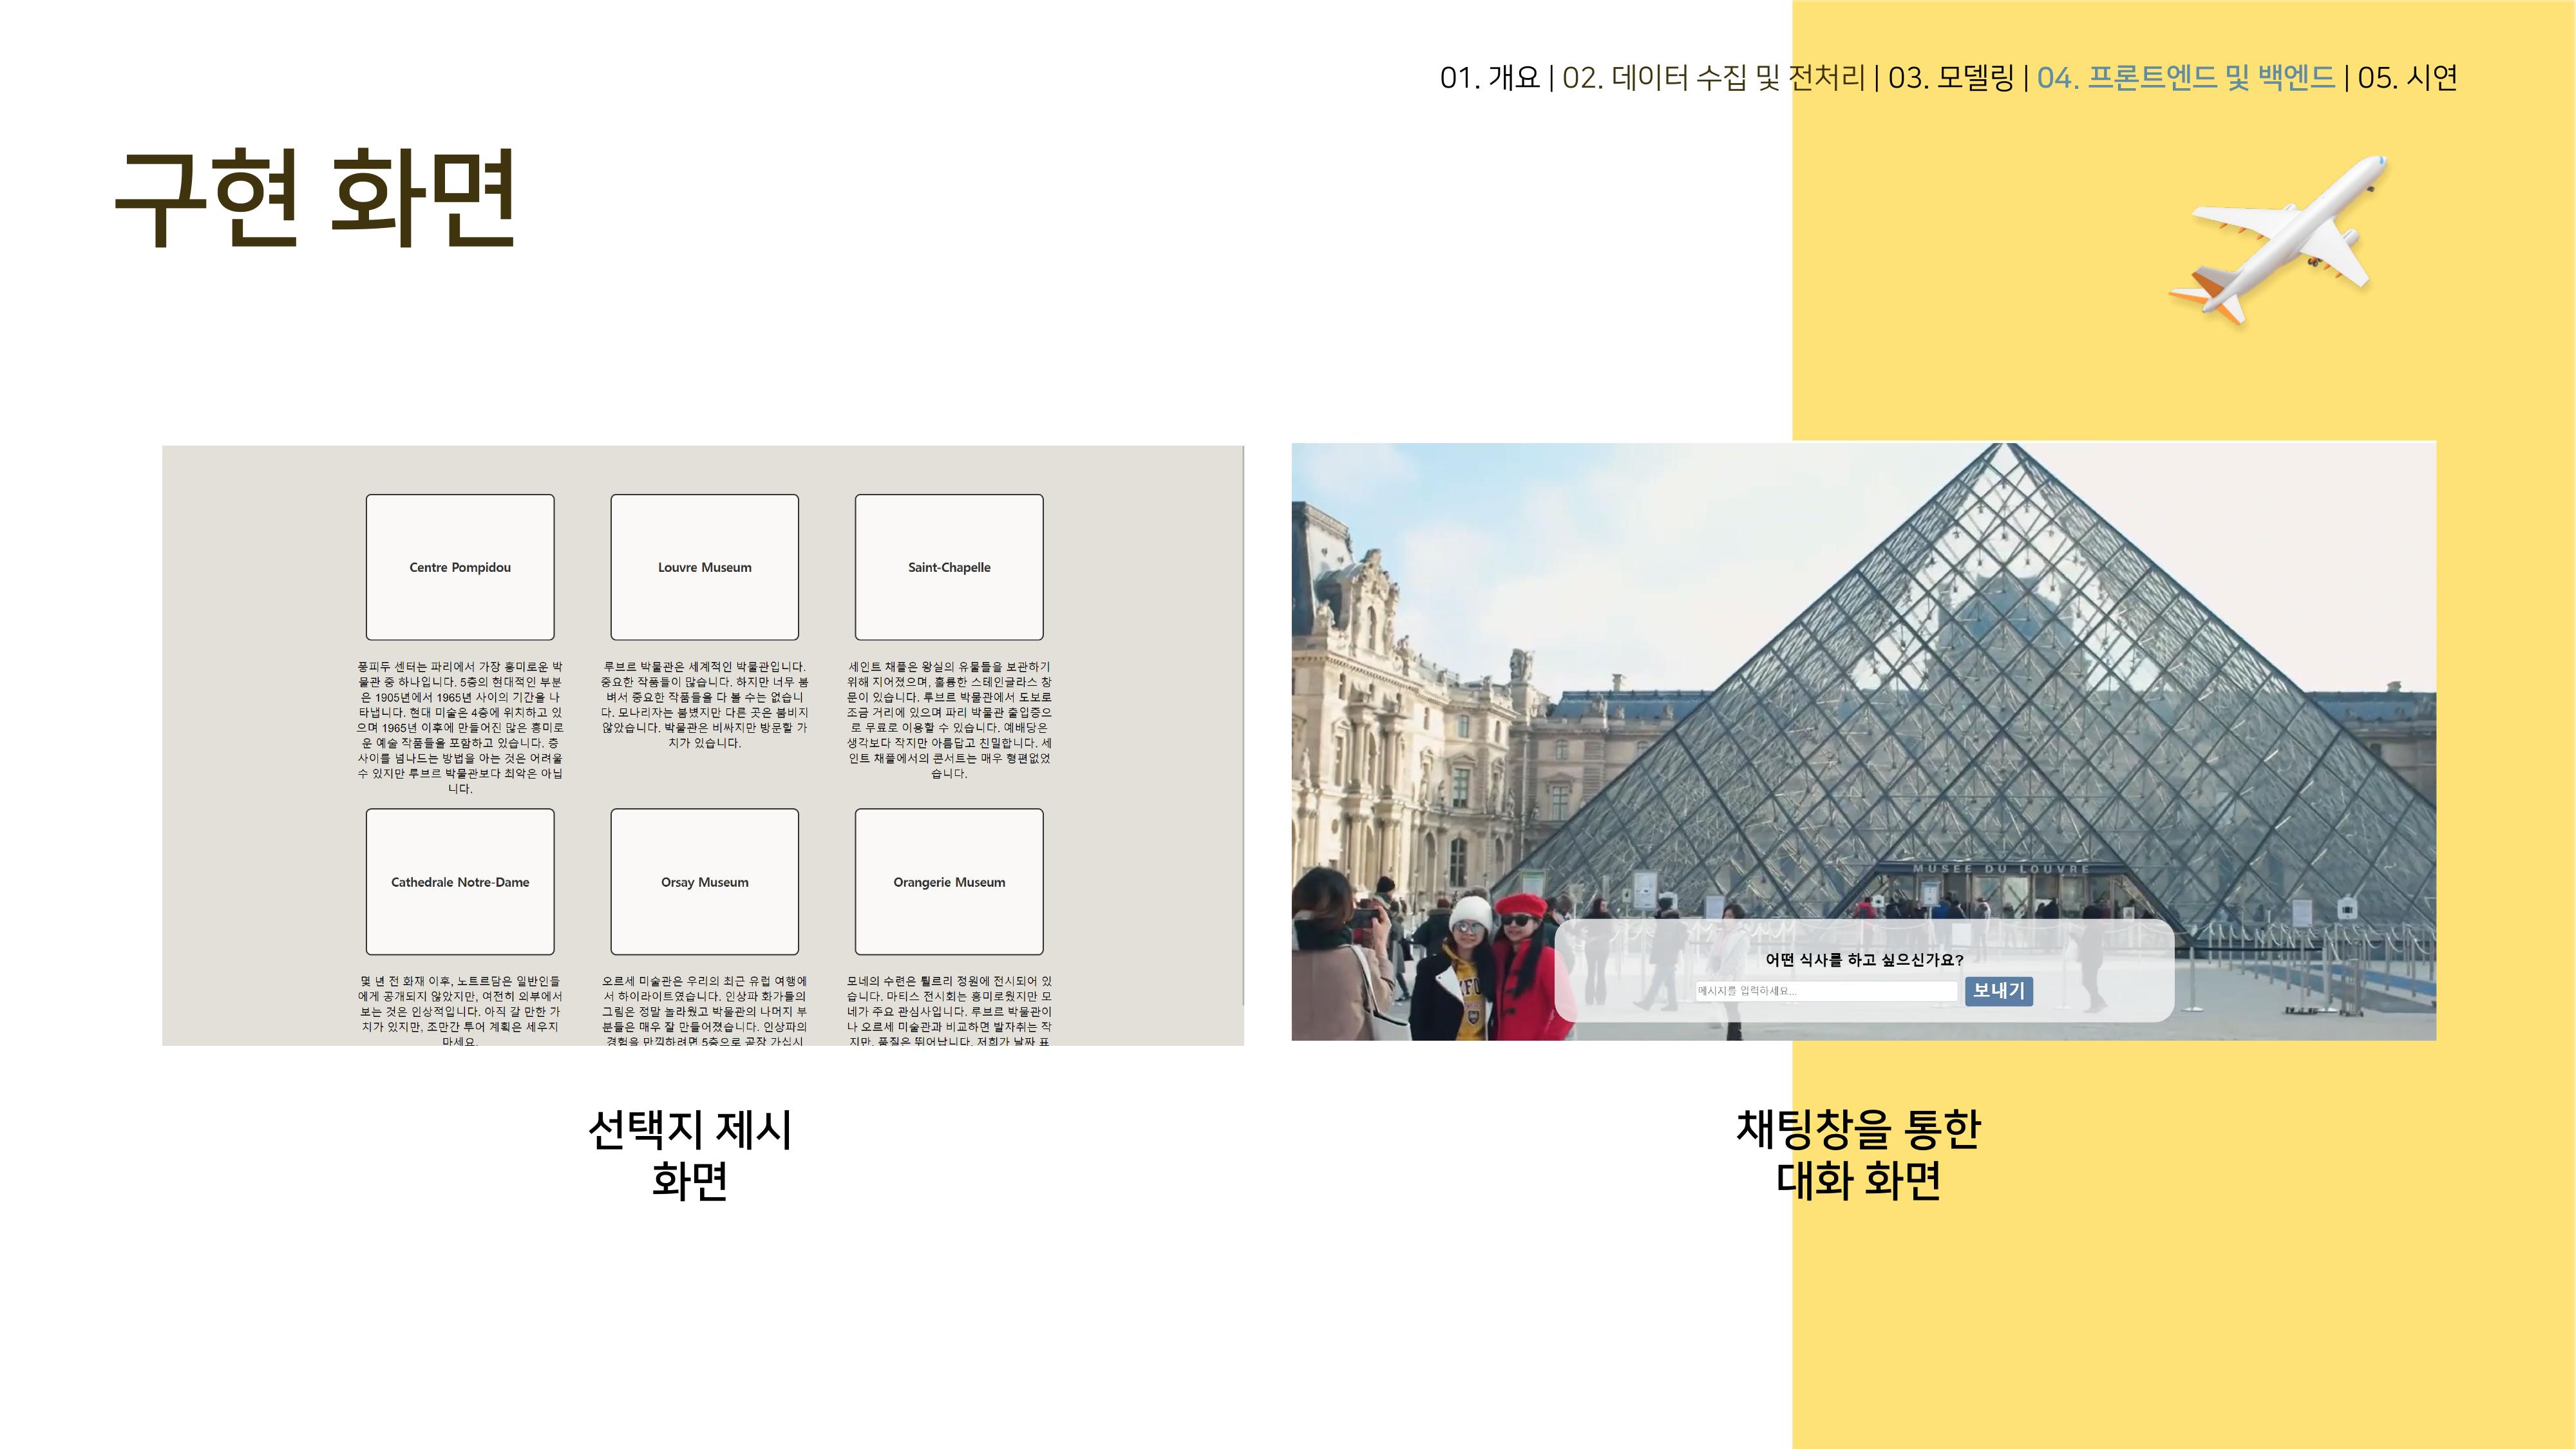 01. 개요 | 02. 데이터 수집 및 전처리 | 03. 모델링 | 04. 프론트엔드 및 백엔드 | 05. 시연
구현 화면
Centre Pompidou
퐁피두 센터는 파리에서 가장 흥미로운 박
물관 중 하나입니다. 5층의 현대적인 부분
은 1905년에서 1965년 사이의 기간을 나
타냅니다. 현대 미술은 4층에 위치하고 있
으며 1965년 이후에 만들어진 많은 흥미로
운 예술 작품들을 포함하고 있습니다. 층
사이를 넘나드는 방법을 아는 것은 어려울
수 있지만 루브르 박물관보다 최악은 아닙
니다.
Louvre Museum
루브르 박물관은 세계적인 박물관입니다.
중요한 작품들이 많습니다. 하지만 너무 붐
벼서 중요한 작품들을 다 볼 수는 없습니
다. 모나리자는 붐볐지만 다른 곳은 붐비지
않았습니다. 박물관은 비싸지만 방문할 가
치가 있습니다.
Saint-Chapelle
세인트 채플은 왕실의 유물들을 보관하기
위해 지어졌으며, 훌륭한 스테인글라스 창
문이 있습니다. 루브르 박물관에서 도보로
조금 거리에 있으며 파리 박물관 출입증으
로 무료로 이용할 수 있습니다. 예배당은
생각보다 작지만 아름답고 친밀합니다. 세
인트 채플에서의 콘서트는 매우 형편없었
습니다.
Cathedrale Notre-Dame
몇 년 전 화재 이후, 노트르담은 일반인들
에게 공개되지 않았지만, 여전히 외부에서
보는 것은 인상적입니다. 아직 갈 만한 가
치가 있지만, 조만간 투어 계획은 세우지
마세요.
Orsay Museum
오르세 미술관은 우리의 최근 유럽 여행에
서 하이라이트였습니다. 인상파 화가들의
그림은 정말 놀라웠고 박물관의 나머지 부
분들은 매우 잘 만들어졌습니다. 인상파의
경험을 만끽하려면 5층으로 곧장 가십시
Orangerie Museum
모네의 수련은 튈르리 정원에 전시되어 있
습니다. 마티스 전시회는 흥미로웠지만 모
네가 주요 관심사입니다. 루브르 박물관이
나 오르세 미술관과 비교하면 발자취는 작
지만, 품질은 뛰어납니다. 저희가 날짜 표
MUSEE DU LOUVRE
어떤 식사를 하고 싶으신가요?
메시지를 입력하세요...
보내기
선택지 제시
화면
채팅창을 통한
대화 화면